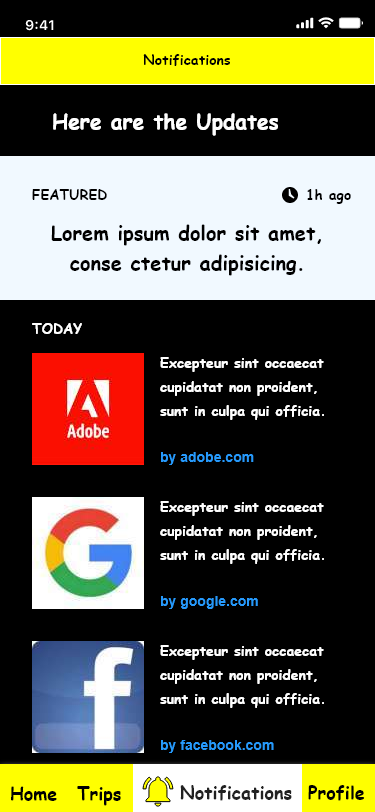 9:41
Notifications
Here are the Updates
FEATURED
1h ago
Lorem ipsum dolor sit amet,
conse ctetur adipisicing.
TODAY
Adobe
Excepteur sint occaecat
cupidatat non proident,
sunt in culpa qui officia.
by adobe.com
G
Excepteur sint occaecat
cupidatat non proident,
sunt in culpa qui officia.
by google.com
f
Excepteur sint occaecat
cupidatat non proident,
sunt in culpa qui officia.
by facebook.com
Home Trips Notifications Profile